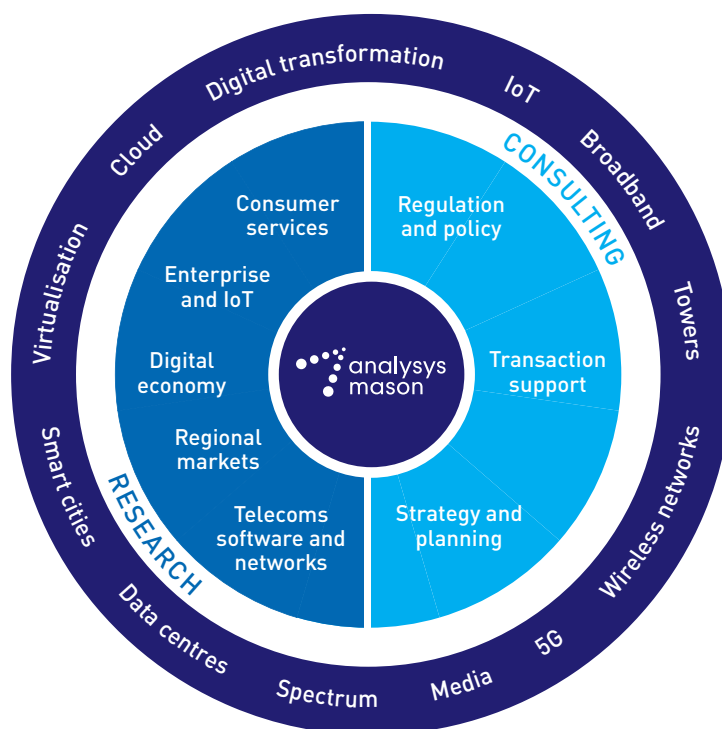 Digital transformation
IoT
Broadband
Towers
Wireless networks
5G
Media
Spectrum
Data centres
Smart cities
Virtualisation
Cloud
CONSULTING
Regulation
and policy
Transaction
support
Strategy and
planning
RESEARCH
Consumer
services
Enterprise
and IoT
Digital
economy
Regional
markets
Telecoms
software and
networks
analysys
mason